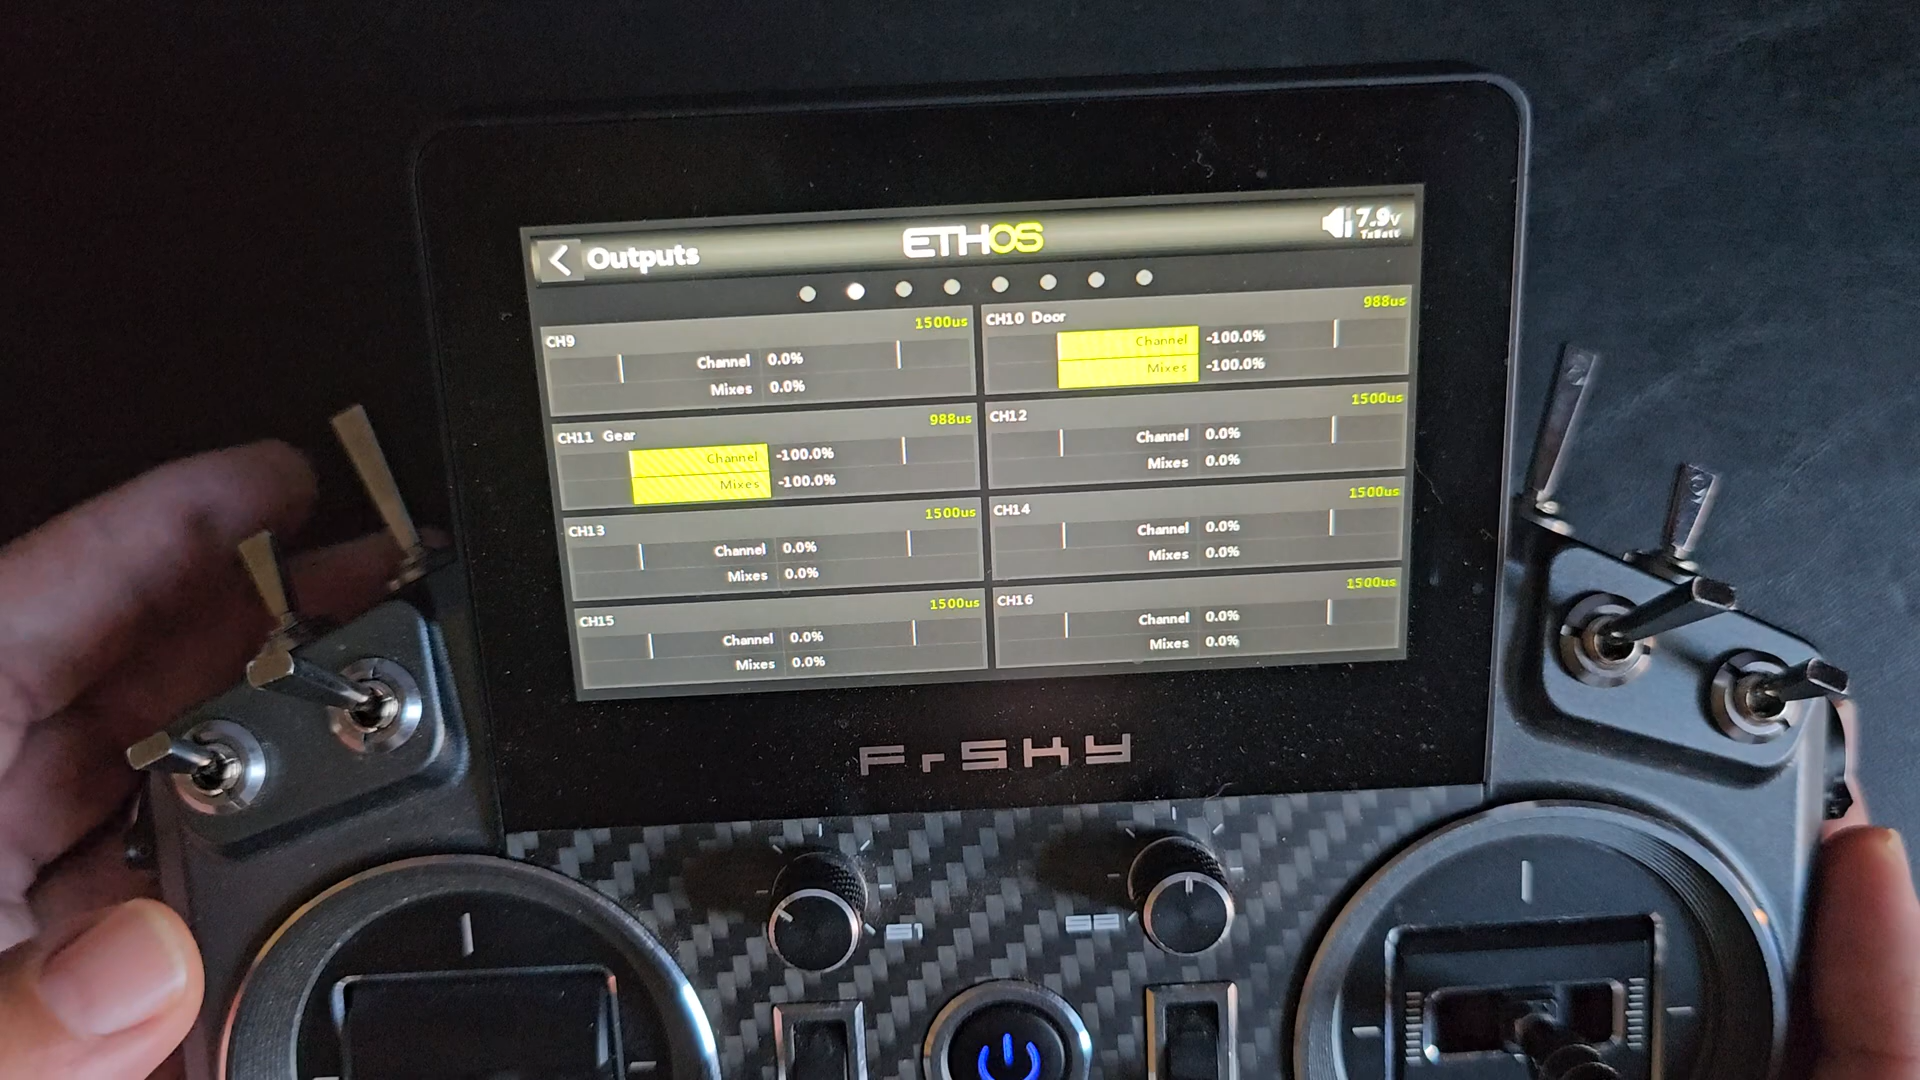 Outputs
ETHOS
7.9v
TxBatt
CH9
1500us
Channel 0.0%
Mixes 0.0%
CH10 Door
988us
Channel -100.0%
Mixes -100.0%
CH11 Gear
988us
Channel -100.0%
Mixes -100.0%
CH12
1500us
Channel 0.0%
Mixes 0.0%
CH13
1500us
Channel 0.0%
Mixes 0.0%
CH14
1500us
Channel 0.0%
Mixes 0.0%
CH15
1500us
Channel 0.0%
Mixes 0.0%
CH16
1500us
Channel 0.0%
Mixes 0.0%
FrSKY
S1
S2